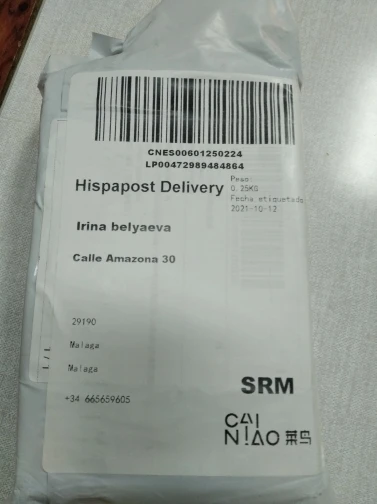 CNES00601250224
LP00472989484864
Hispapost Delivery
Peso:
0.25KG
Fecha etiquetado
2021-10-12
Irina belyaeva
Calle Amazona 30
29190
Malaga
Malaga
+34 665659605
SRM
CAI
NIAO 菜鸟